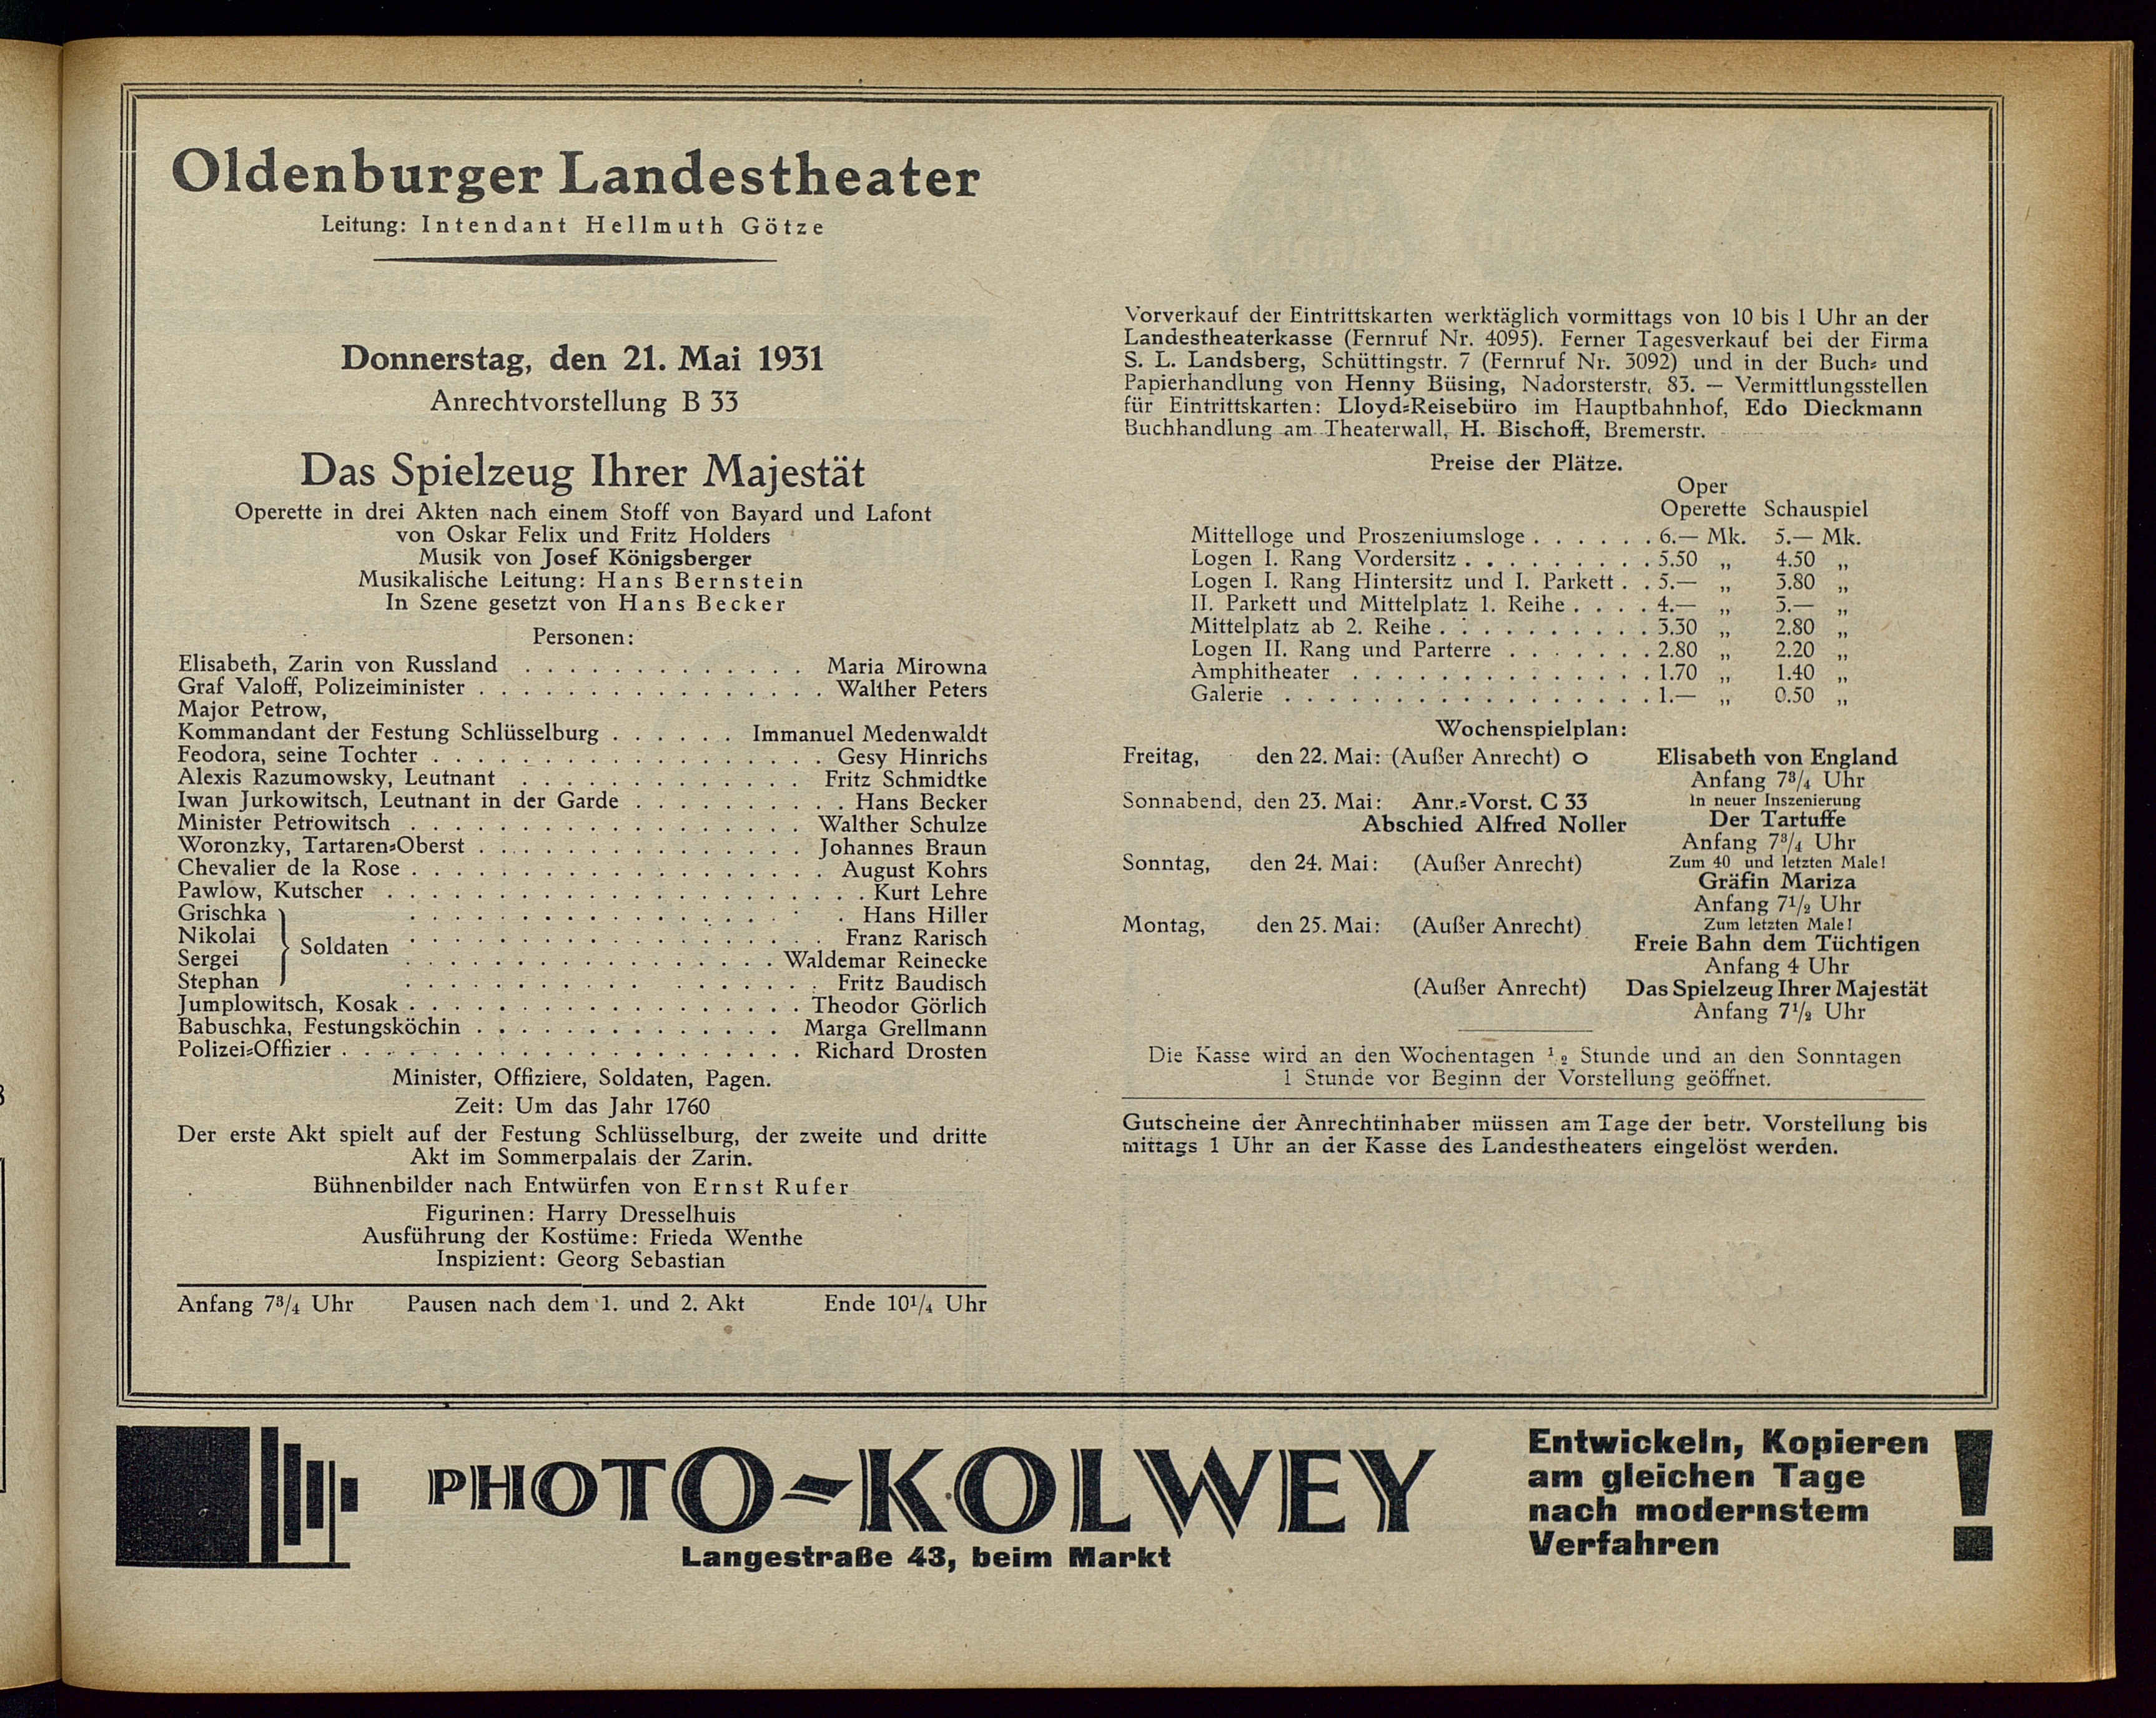 Oldenburger Landestheater
Leitung: Intendant Hellmuth Götze
Donnerstag, den 21. Mai 1931
Anrechtvorstellung B 33
Das Spielzeug Ihrer Majestät
Operette in drei Akten nach einem Stoff von Bayard und Lafont
von Oskar Felix und Fritz Holders
Musik von Josef Königsberger
Musikalische Leitung: Hans Bernstein
In Szene gesetzt von Hans Becker
Personen:
Elisabeth, Zarin von Russland . . . . . . . . . . . . . Maria Mirowna
Graf Valoff, Polizeiminister . . . . . . . . . . . . . . . . Walther Peters
Major Petrow,
Kommandant der Festung Schlüsselburg . . . . . . Immanuel Medenwaldt
Feodora, seine Tochter . . . . . . . . . . . . . . . . . . Gesy Hinrichs
Alexis Razumowsky, Leutnant . . . . . . . . . . . . . Fritz Schmidtke
Iwan Jurkowitsch, Leutnant in der Garde . . . . . . . . . . Hans Becker
Minister Petrowitsch . . . . . . . . . . . . . . . . . . Walther Schulze
Woronzky, Tartaren-Oberst . . . . . . . . . . . . . . . Johannes Braun
Chevalier de la Rose . . . . . . . . . . . . . . . . . . . August Kohrs
Pawlow, Kutscher . . . . . . . . . . . . . . . . . . . . . . Kurt Lehre
Grischka . . . . . . . . . . . . . . . . Hans Hiller
Nikolai . . . . . . . . . . . . . . . . . Franz Rarisch
Soldaten
Sergei . . . . . . . . . . . . . . . . . Waldemar Reinecke
Stephan . . . . . . . . . . . . . . . . . Fritz Baudisch
Jumplowitsch, Kosak . . . . . . . . . . . . . . . . . . Theodor Görlich
Babuschka, Festungsköchin . . . . . . . . . . . . . . Marga Grellmann
Polizei-Offizier . . . . . . . . . . . . . . . . . . . . . Richard Drosten
Minister, Offiziere, Soldaten, Pagen.
Zeit: Um das Jahr 1760
Der erste Akt spielt auf der Festung Schlüsselburg, der zweite und dritte
Akt im Sommerpalais der Zarin.
Bühnenbilder nach Entwürfen von Ernst Rufer
Figurinen: Harry Dresselhuis
Ausführung der Kostüme: Frieda Wenthe
Inspizient: Georg Sebastian
Anfang 7¾ Uhr Pausen nach dem 1. und 2. Akt Ende 10¼ Uhr
Vorverkauf der Eintrittskarten werktäglich vormittags von 10 bis 1 Uhr an der
Landestheaterkasse (Fernruf Nr. 4095). Ferner Tagesverkauf bei der Firma
S. L. Landsberg, Schüttingstr. 7 (Fernruf Nr. 3092) und in der Buch- und
Papierhandlung von Henny Büsing, Nadorsterstr. 83. — Vermittlungsstellen
für Eintrittskarten: Lloyd-Reisebüro im Hauptbahnhof, Edo Dieckmann
Buchhandlung am Theaterwall, H. Bischoff, Bremerstr.
Preise der Plätze.
Oper
Operette Schauspiel
Mittelloge und Proszeniumsloge . . . . . . 6.— Mk. 5.— Mk.
Logen I. Rang Vordersitz . . . . . . . . . 5.50 „ 4.50 „
Logen I. Rang Hintersitz und I. Parkett . . 5.— „ 3.80 „
II. Parkett und Mittelplatz 1. Reihe . . . . 4.— „ 3.— „
Mittelplatz ab 2. Reihe . . . . . . . . . . 3.30 „ 2.80 „
Logen II. Rang und Parterre . . . . . . . 2.80 „ 2.20 „
Amphitheater . . . . . . . . . . . . . . 1.70 „ 1.40 „
Galerie . . . . . . . . . . . . . . . . . 1.— „ 0.50 „
Wochenspielplan:
Freitag, den 22. Mai: (Außer Anrecht) o Elisabeth von England
Anfang 7¾ Uhr
In neuer Inszenierung
Sonnabend, den 23. Mai: Anr.-Vorst. C 33 Der Tartuffe
Abschied Alfred Noller
Anfang 7¾ Uhr
Zum 40 und letzten Male!
Sonntag, den 24. Mai: (Außer Anrecht) Gräfin Mariza
Anfang 7½ Uhr
Zum letzten Male!
Montag, den 25. Mai: (Außer Anrecht) Freie Bahn dem Tüchtigen
Anfang 4 Uhr
(Außer Anrecht) Das Spielzeug Ihrer Majestät
Anfang 7½ Uhr
Die Kasse wird an den Wochentagen ½ Stunde und an den Sonntagen
1 Stunde vor Beginn der Vorstellung geöffnet.
Gutscheine der Anrechtinhaber müssen am Tage der betr. Vorstellung bis
mittags 1 Uhr an der Kasse des Landestheaters eingelöst werden.
PHOTO-KOLWEY
Langestraße 43, beim Markt
Entwickeln, Kopieren
am gleichen Tage
nach modernstem
Verfahren !